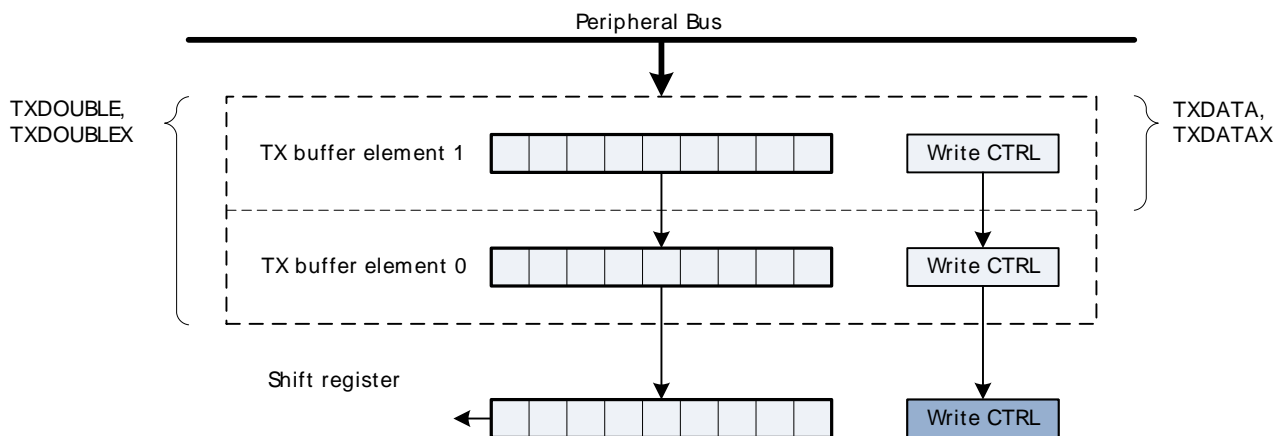 Peripheral Bus
TXDOUBLE,
TXDOUBLEX
TXDATA,
TXDATAX
TX buffer element 1
Write CTRL
TX buffer element 0
Write CTRL
Shift register
Write CTRL